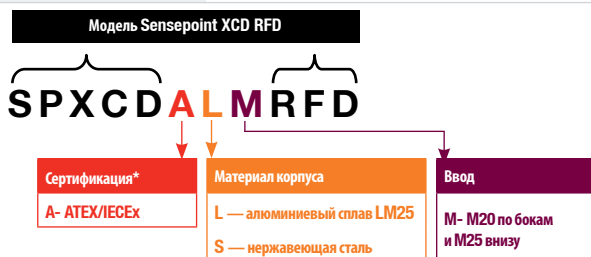 Модель Sensepoint XCD RFD
SPXCDALMRFD
Сертификация*
A- ATEX/IECEx
Материал корпуса
L — алюминиевый сплав LM25
S — нержавеющая сталь
Ввод
M- M20 по бокам
и M25 внизу